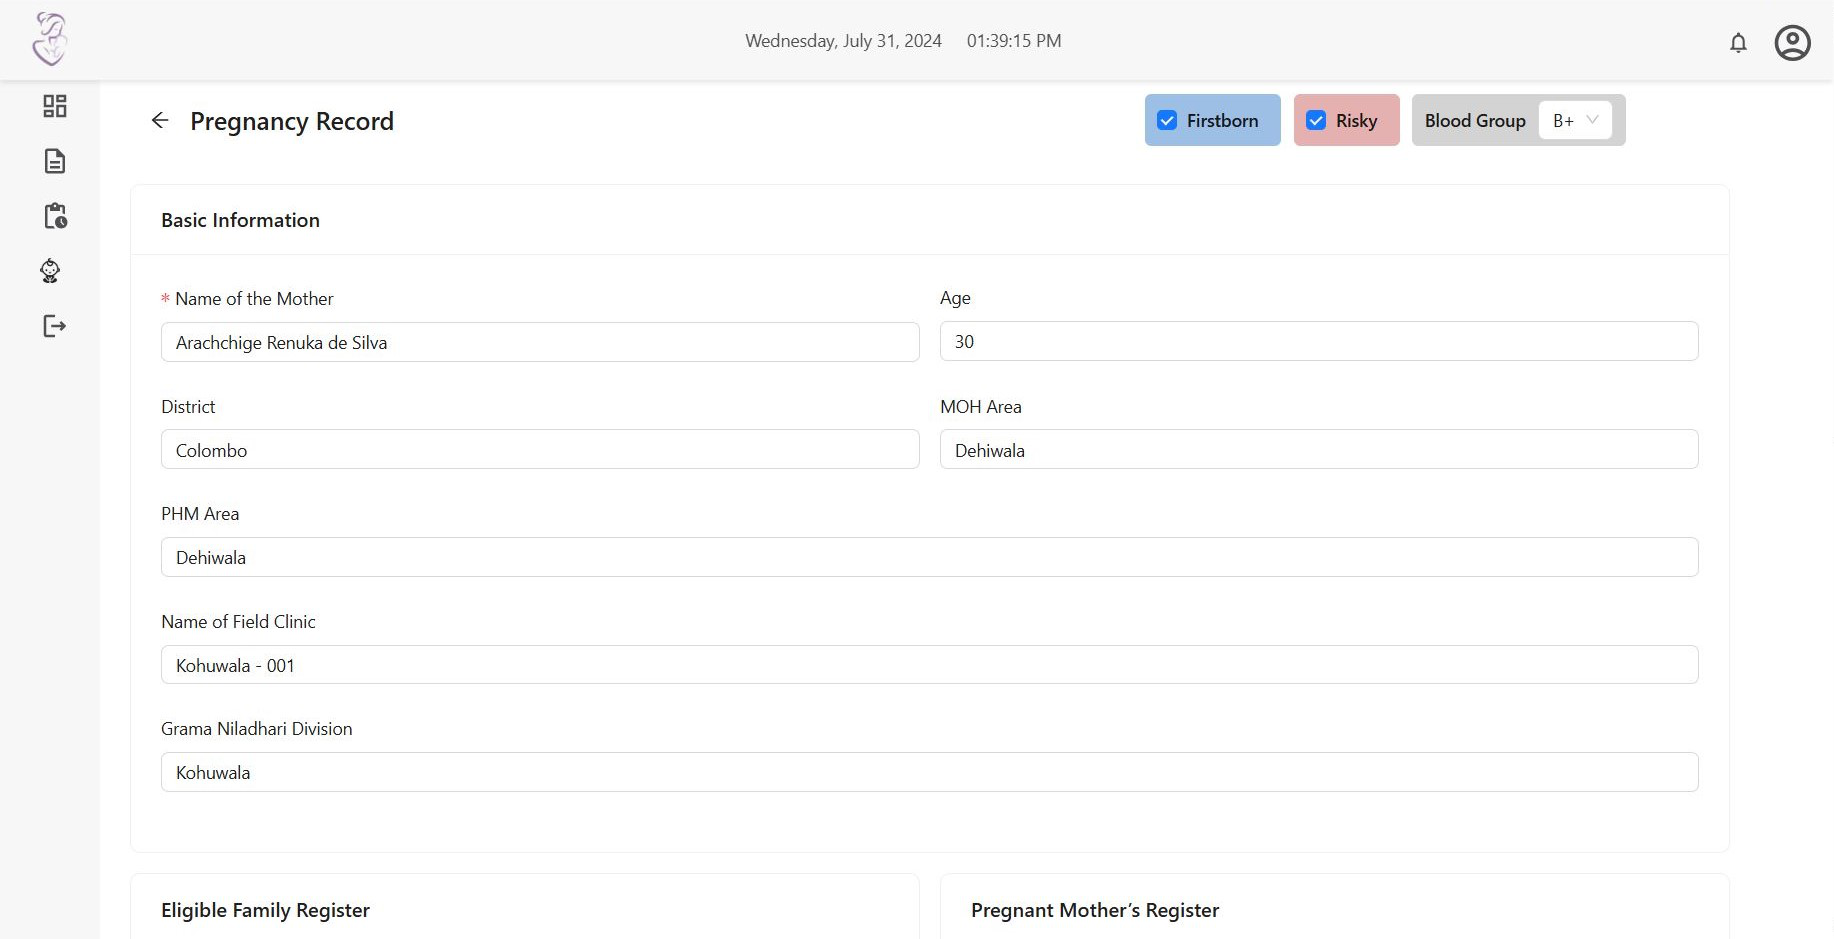 Wednesday, July 31, 2024 01:39:15 PM
Pregnancy Record
Firstborn
Risky
Blood Group B+
Basic Information
* Name of the Mother
Arachchige Renuka de Silva
Age
30
District
Colombo
MOH Area
Dehiwala
PHM Area
Dehiwala
Name of Field Clinic
Kohuwala - 001
Grama Niladhari Division
Kohuwala
Eligible Family Register
Pregnant Mother’s Register